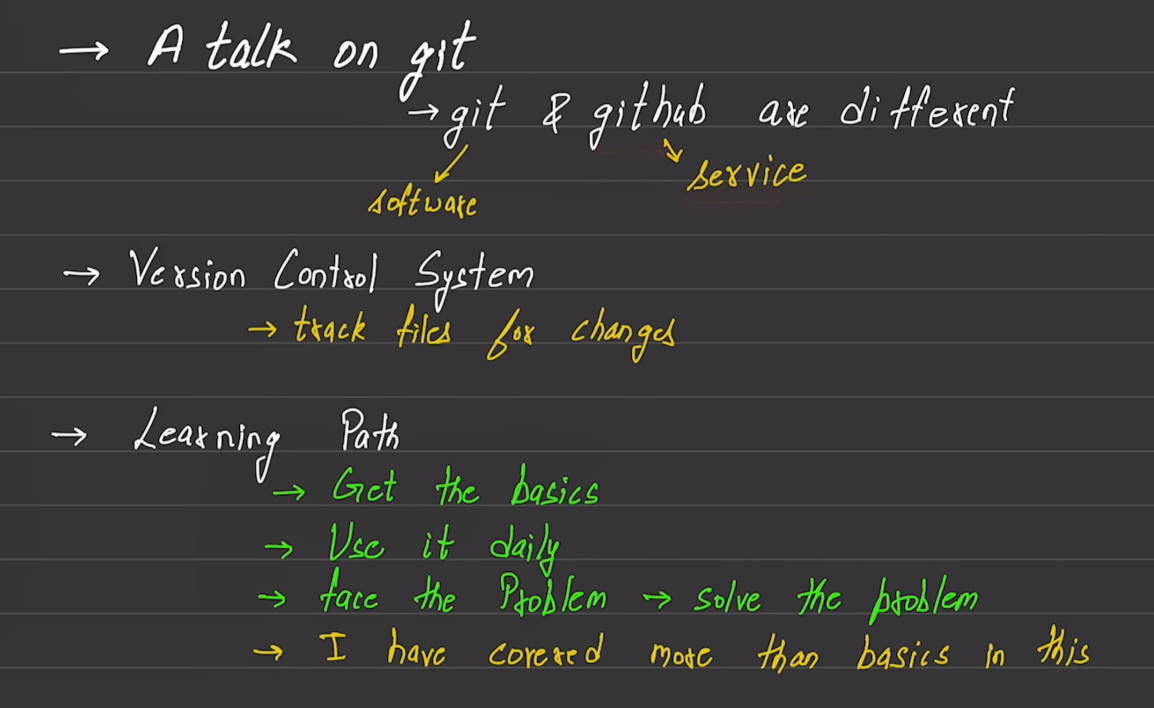 → A talk on git
→ git & github are different
software
service
→ Version Control System
→ track files for changes
→ Learning Path
→ Get the basics
→ Use it daily
→ face the Problem → solve the problem
→ I have covered more than basics in this